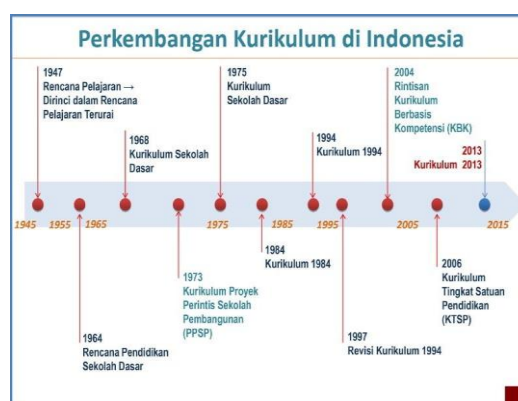 Perkembangan Kurikulum di Indonesia
1947
Rencana Pelajaran →
Dirinci dalam Rencana
Pelajaran Terurai
1975
Kurikulum
Sekolah Dasar
2004
Rintisan
Kurikulum
Berbasis
Kompetensi (KBK)
1968
Kurikulum Sekolah
Dasar
1994
Kurikulum 1994
2013
Kurikulum 2013
1945
1955
1965
1975
1985
1995
2005
2015
1973
Kurikulum Proyek
Perintis Sekolah
Pembangunan
(PPSP)
1984
Kurikulum 1984
2006
Kurikulum
Tingkat Satuan
Pendidikan
(KTSP)
1964
Rencana Pendidikan
Sekolah Dasar
1997
Revisi Kurikulum 1994